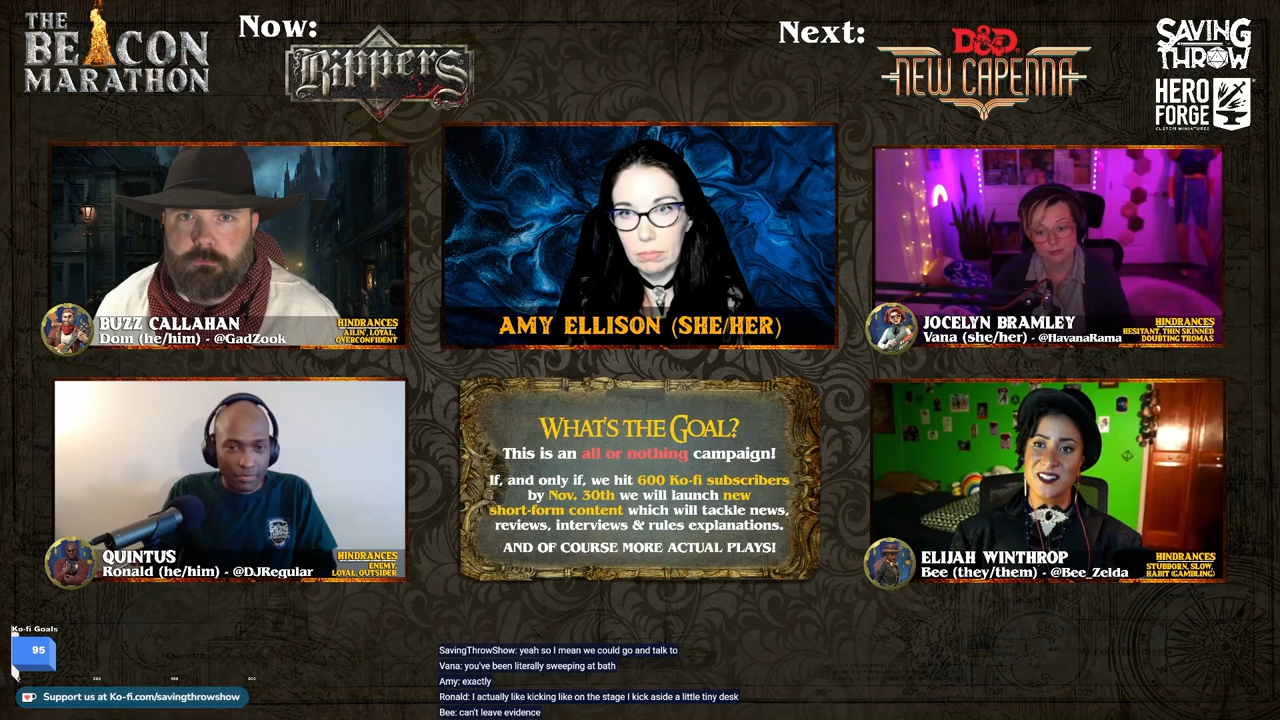 THE
BEACON
MARATHON
Now:
Rippers
Next:
D&D
NEW CAPENNA
SAVING
THROW
HERO
FORGE
CUSTOM MINIATURES
BUZZ CALLAHAN
Dom (he/him) - @GadZook
HINDRANCES
AILIN', LOYAL,
OVERCONFIDENT
AMY ELLISON (SHE/HER)
JOCELYN BRAMLEY
Vana (she/her) - @HavanaRama
HINDRANCES
HESITANT, THIN SKINNED
DOUBTING THOMAS
QUINTUS
Ronald (he/him) - @DJRegular
HINDRANCES
ENEMY,
LOYAL, OUTSIDER
WHAT'S THE GOAL?
This is an all or nothing campaign!
If, and only if, we hit 600 Ko-fi subscribers
by Nov. 30th we will launch new
short-form content which will tackle news,
reviews, interviews & rules explanations.
AND OF COURSE MORE ACTUAL PLAYS!
ELIJAH WINTHROP
Bee (they/them) - @Bee_Zelda
HINDRANCES
STUBBORN, SLOW,
HABIT (GAMBLING)
Ko-fi Goals
95
Support us at Ko-fi.com/savingthrowshow
SavingThrowShow: yeah so I mean we could go and talk to
Vana: you've been literally sweeping at bath
Amy: exactly
Ronald: I actually like kicking like on the stage I kick aside a little tiny desk
Bee: can't leave evidence